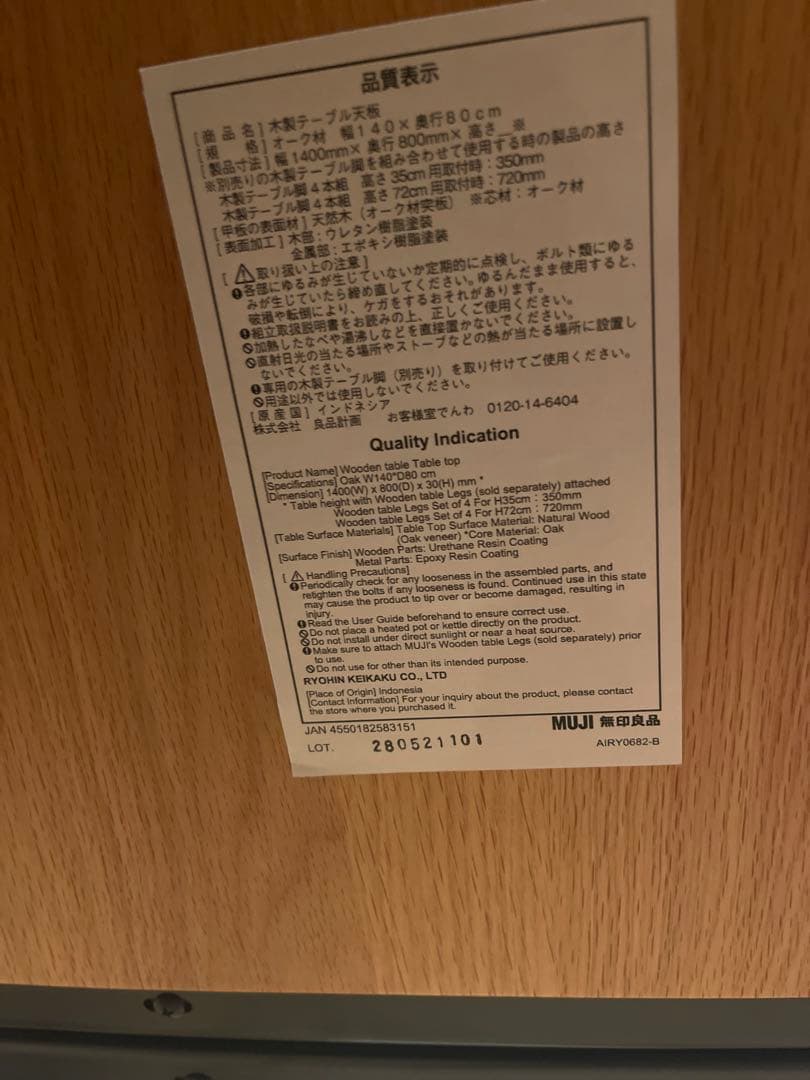 品質表示
[商 品 名] 木製テーブル天板
[規　　格] オーク材　幅140×奥行80cm
[製品寸法] 幅1400mm×奥行800mm×高さ__※
※別売りの木製テーブル脚を組み合わせて使用する時の製品の高さ
木製テーブル脚4本組　高さ35cm用取付時：350mm
木製テーブル脚4本組　高さ72cm用取付時：720mm
[甲板の表面材] 天然木（オーク材突板）　※芯材：オーク材
[表面加工] 木部：ウレタン樹脂塗装
金属部：エポキシ樹脂塗装
[⚠取り扱い上の注意]
各部にゆるみが生じていないか定期的に点検し、ボルト類にゆる
みが生じていたら締め直してください。ゆるんだまま使用すると、
破損や転倒により、ケガをするおそれがあります。
組立取扱説明書をお読みの上、正しくご使用ください。
加熱したなべや湯沸しなどを直接置かないでください。
直射日光の当たる場所やストーブなどの熱が当たる場所に設置し
ないでください。
専用の木製テーブル脚（別売り）を取り付けてご使用ください。
用途以外では使用しないでください。
[原 産 国] インドネシア
株式会社　良品計画　お客様室でんわ　0120-14-6404
Quality Indication
[Product Name] Wooden table Table top
[Specifications] Oak W140*D80 cm
[Dimension] 1400(W) x 800(D) x 30(H) mm *
* Table height with Wooden table Legs (sold separately) attached
Wooden table Legs Set of 4 For H35cm : 350mm
Wooden table Legs Set of 4 For H72cm : 720mm
[Table Surface Materials] Table Top Surface Material: Natural Wood
(Oak veneer) *Core Material: Oak
[Surface Finish] Wooden Parts: Urethane Resin Coating
Metal Parts: Epoxy Resin Coating
[⚠Handling Precautions]
Periodically check for any looseness in the assembled parts, and
retighten the bolts if any looseness is found. Continued use in this state
may cause the product to tip over or become damaged, resulting in
injury.
Read the User Guide beforehand to ensure correct use.
Do not place a heated pot or kettle directly on the product.
Do not install under direct sunlight or near a heat source.
Make sure to attach MUJI's Wooden table Legs (sold separately) prior
to use.
Do not use for other than its intended purpose.
RYOHIN KEIKAKU CO., LTD
[Place of Origin] Indonesia
[Contact Information] For your inquiry about the product, please contact
the store where you purchased it.
JAN 4550182583151
MUJI 無印良品
LOT. 280521101
AIRY0682-B